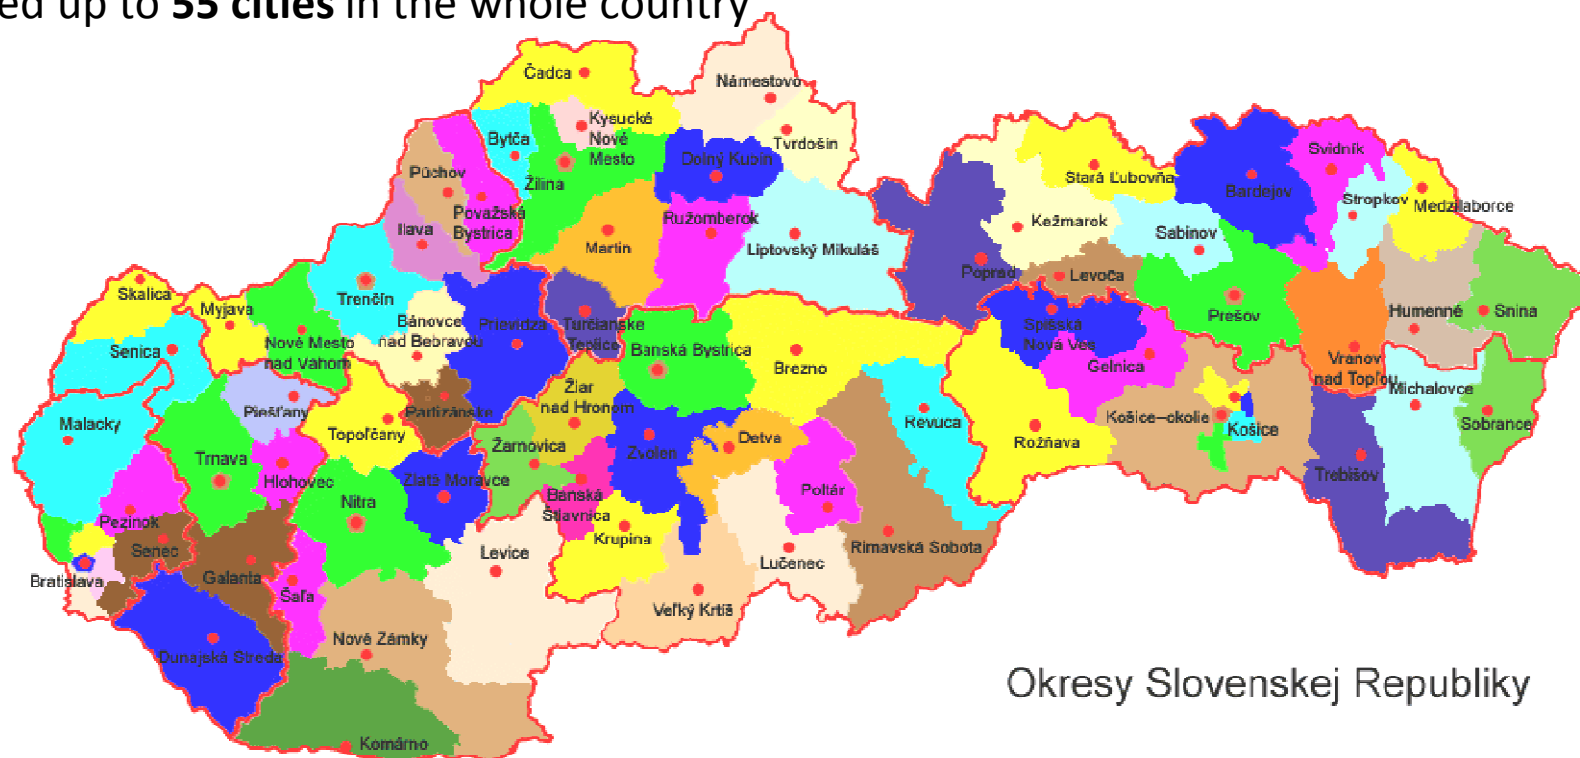 ed up to 55 cities in the whole country
Čadca
Námestovo
Kysucké
Nové
Mesto
Bytča
Tvrdošín
Dolný Kubín
Svidník
Púchov
Žilina
Stará Ľubovňa
Bardejov
Stropkov
Medzilaborce
Považská
Bystrica
Ružomberok
Kežmarok
Ilava
Martin
Liptovský Mikuláš
Sabinov
Poprad
Levoča
Skalica
Trenčín
Myjava
Bánovce
nad Bebravou
Prievidza
Turčianske
Teplice
Spišská
Nová Ves
Prešov
Humenné
Snina
Senica
Nové Mesto
nad Váhom
Banská Bystrica
Brezno
Gelnica
Vranov
nad Topľou
Žiar
nad Hronom
Michalovce
Malacky
Piešťany
Partizánske
Topoľčany
Žarnovica
Zvolen
Detva
Revúca
Rožňava
Košice–okolie
Košice
Sobrance
Trnava
Hlohovec
Zlaté Moravce
Nitra
Banská
Štiavnica
Poltár
Trebišov
Pezinok
Senec
Krupina
Levice
Lučenec
Rimavská Sobota
Bratislava
Galanta
Šaľa
Veľký Krtíš
Nové Zámky
Dunajská Streda
Komárno
Okresy Slovenskej Republiky